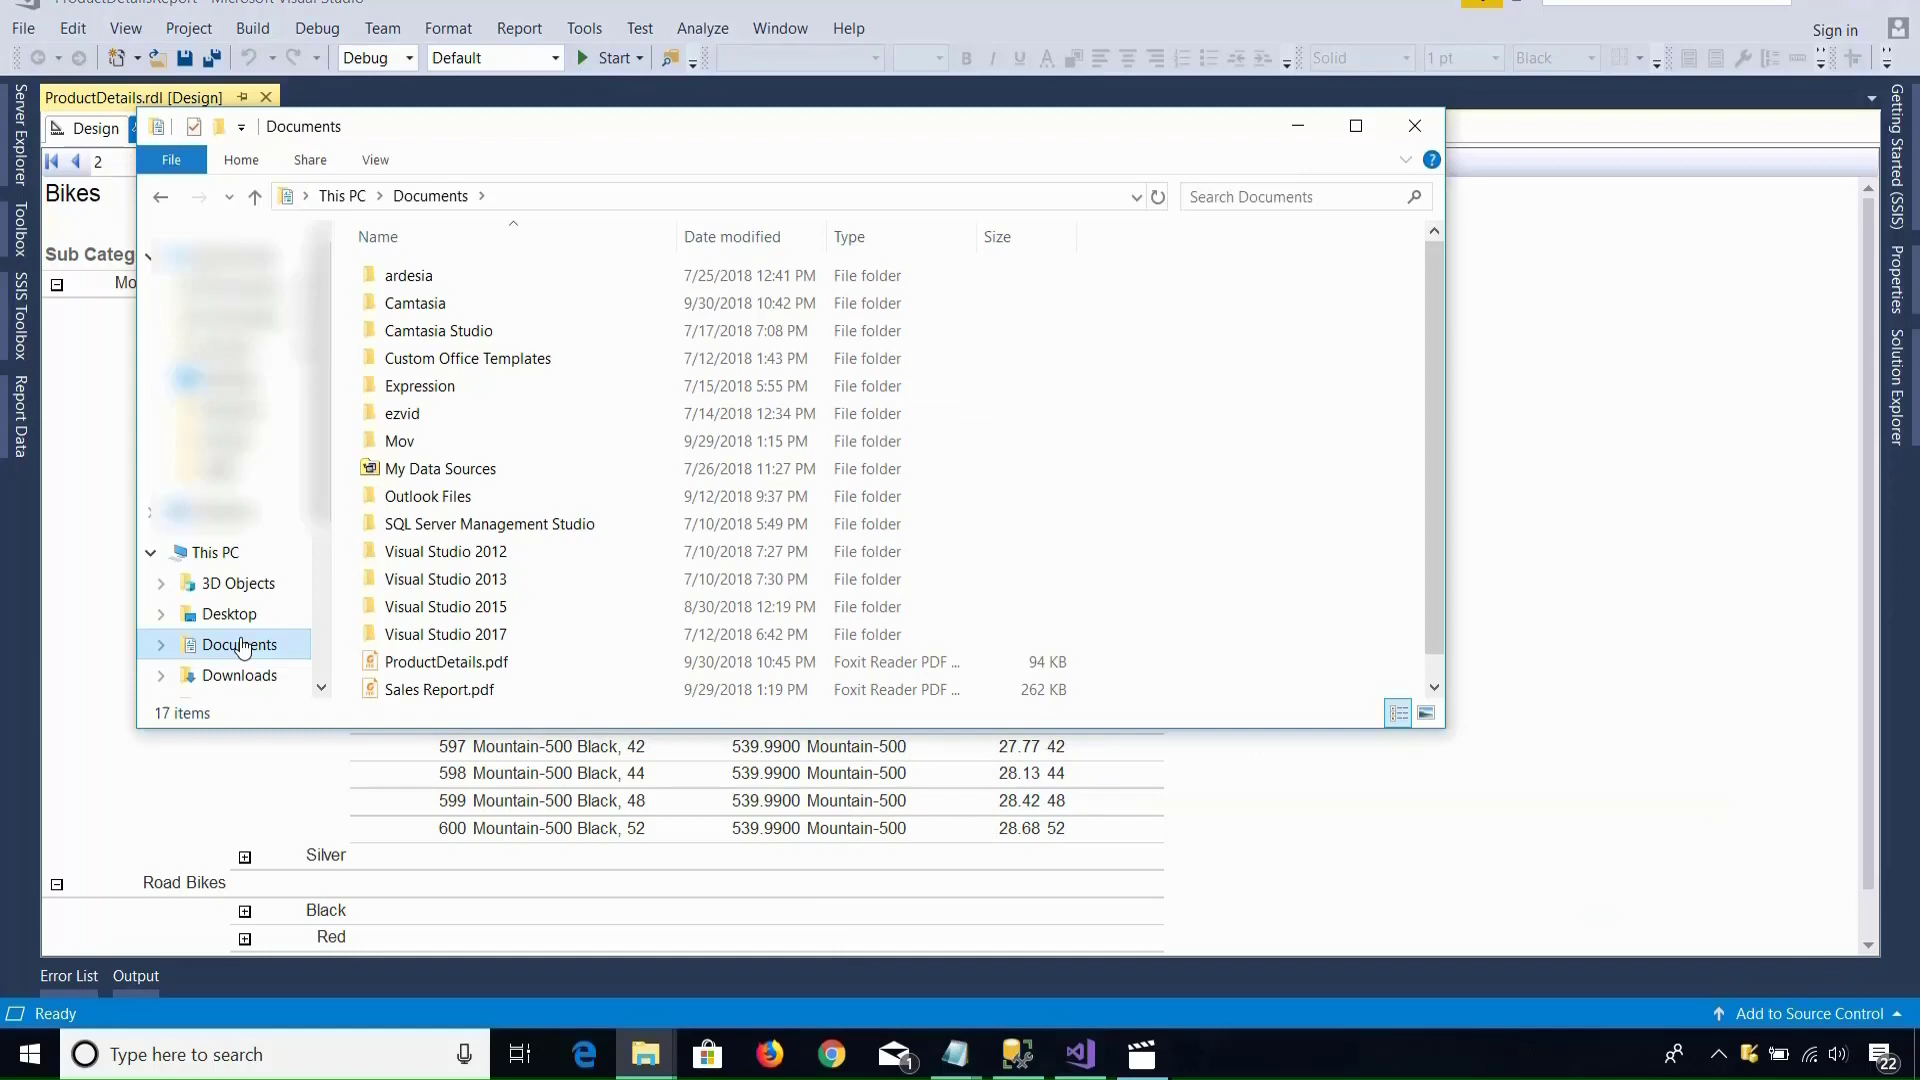 ProductDetailsReport - Microsoft Visual Studio
File Edit View Project Build Debug Team Format Report Tools Test Analyze Window Help
Sign in
Debug Default Start Solid 1 pt Black
ProductDetails.rdl [Design]
Design
2
Bikes
Sub Categ
Mo
Server Explorer
Toolbox
SSIS Toolbox
Report Data
Getting Started (SSIS)
Properties
Solution Explorer
Documents
File Home Share View
This PC Documents
Search Documents
Name Date modified Type Size
ardesia 7/25/2018 12:41 PM File folder
Camtasia 9/30/2018 10:42 PM File folder
Camtasia Studio 7/17/2018 7:08 PM File folder
Custom Office Templates 7/12/2018 1:43 PM File folder
Expression 7/15/2018 5:55 PM File folder
ezvid 7/14/2018 12:34 PM File folder
Mov 9/29/2018 1:15 PM File folder
My Data Sources 7/26/2018 11:27 PM File folder
Outlook Files 9/12/2018 9:37 PM File folder
SQL Server Management Studio 7/10/2018 5:49 PM File folder
Visual Studio 2012 7/10/2018 7:27 PM File folder
Visual Studio 2013 7/10/2018 7:30 PM File folder
Visual Studio 2015 8/30/2018 12:19 PM File folder
Visual Studio 2017 7/12/2018 6:42 PM File folder
ProductDetails.pdf 9/30/2018 10:45 PM Foxit Reader PDF ... 94 KB
Sales Report.pdf 9/29/2018 1:19 PM Foxit Reader PDF ... 262 KB
This PC
3D Objects
Desktop
Documents
Downloads
17 items
597 Mountain-500 Black, 42 539.9900 Mountain-500 27.77 42
598 Mountain-500 Black, 44 539.9900 Mountain-500 28.13 44
599 Mountain-500 Black, 48 539.9900 Mountain-500 28.42 48
600 Mountain-500 Black, 52 539.9900 Mountain-500 28.68 52
Silver
Road Bikes
Black
Red
Error List Output
Ready
Add to Source Control
Type here to search
1
22